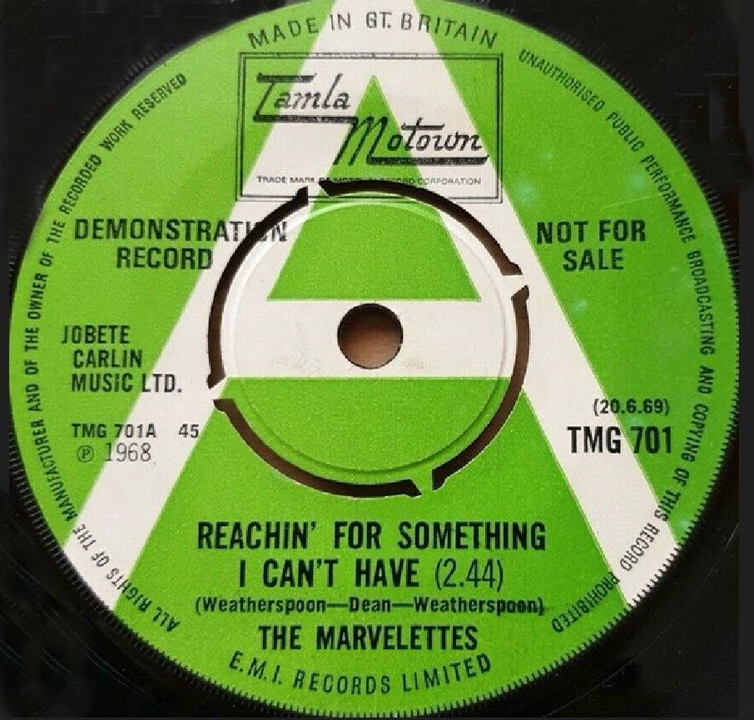 MADE IN GT. BRITAIN
UNAUTHORISED PUBLIC PERFORMANCE BROADCASTING AND COPYING OF THIS RECORD PROHIBITED
ALL RIGHTS OF THE MANUFACTURER AND OF THE OWNER OF THE RECORDED WORK RESERVED
A
Tamla
Motown
TRADE MARK OF MOTOWN RECORD CORPORATION
DEMONSTRATION
RECORD
NOT FOR
SALE
JOBETE
CARLIN
MUSIC LTD.
TMG 701A 45
℗ 1968
(20.6.69)
TMG 701
REACHIN' FOR SOMETHING
I CAN'T HAVE (2.44)
(Weatherspoon—Dean—Weatherspoon)
THE MARVELETTES
E.M.I. RECORDS LIMITED